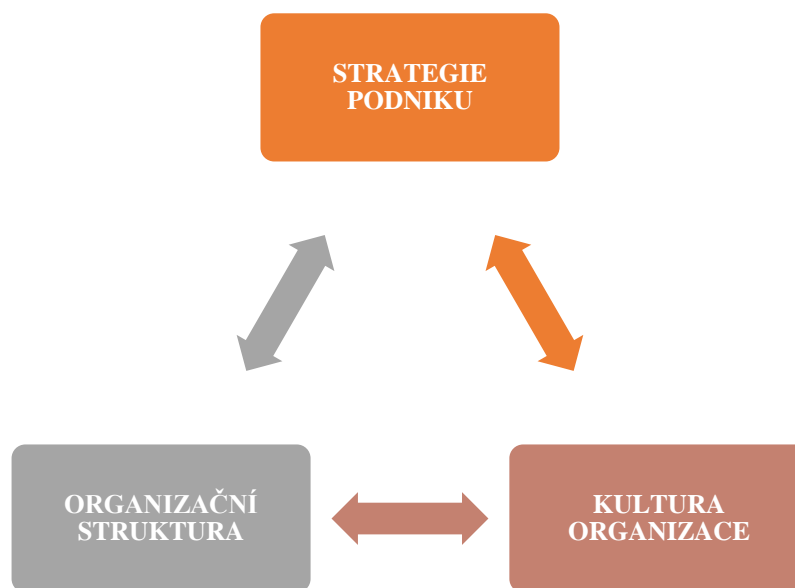 STRATEGIE
PODNIKU
ORGANIZAČNÍ
STRUKTURA
KULTURA
ORGANIZACE